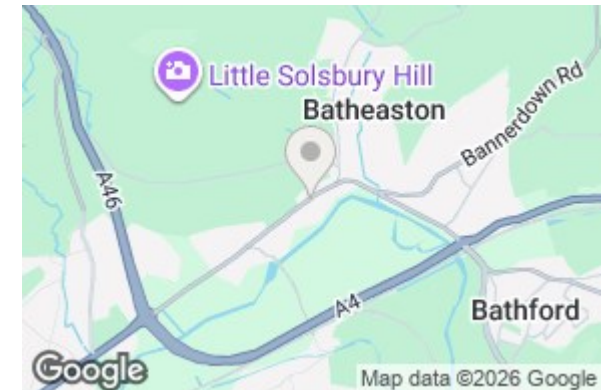 Little Solsbury Hill
Batheaston
Bannerdown Rd
A46
A4
Bathford
Google
Map data ©2026 Google